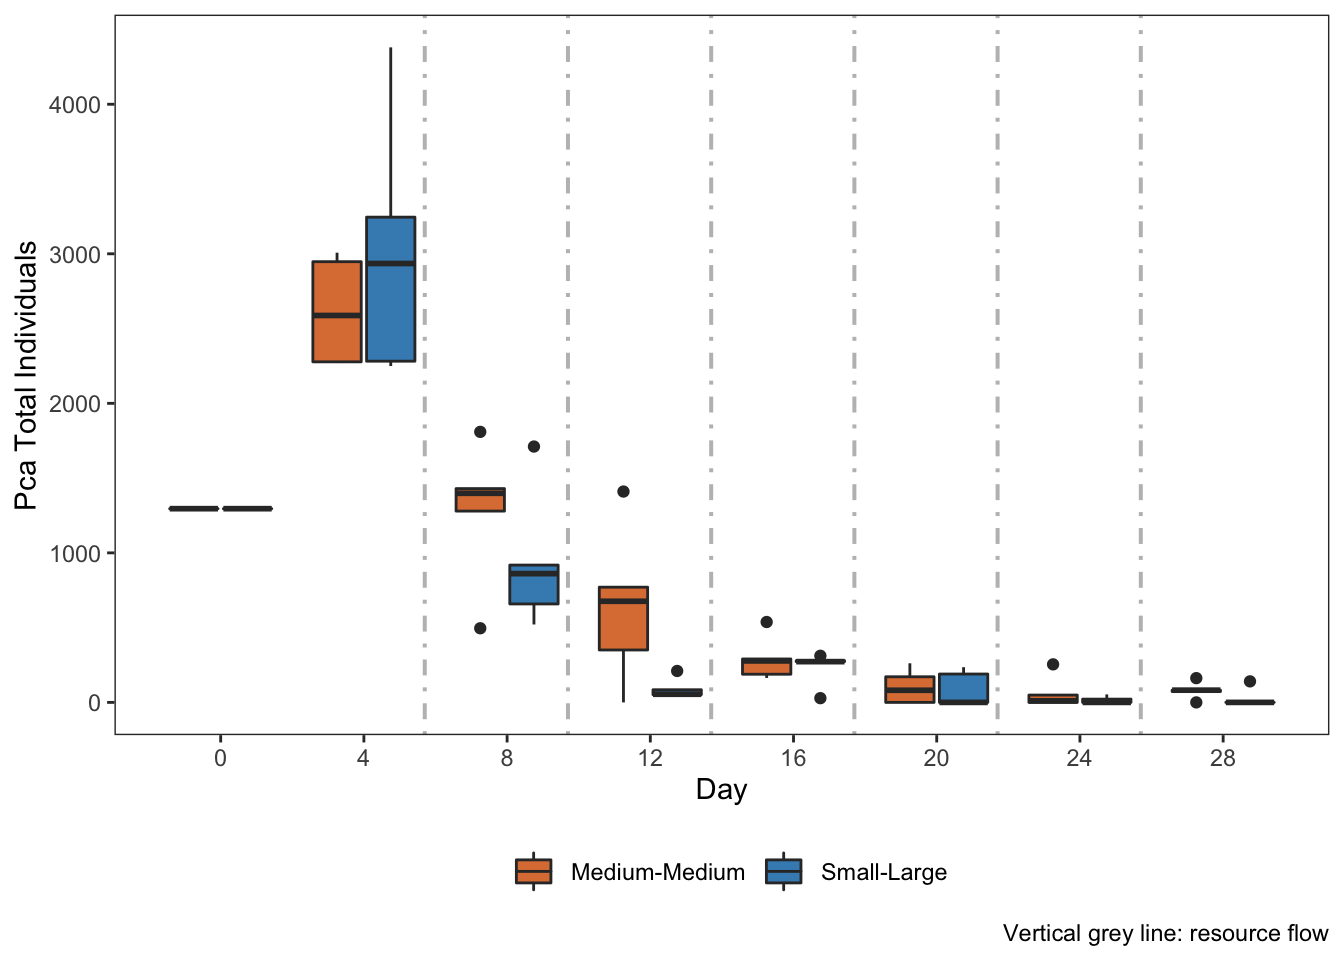 Pca Total Individuals
4000
3000
2000
1000
0
0 4 8 12 16 20 24 28
Day
Medium-Medium Small-Large
Vertical grey line: resource flow